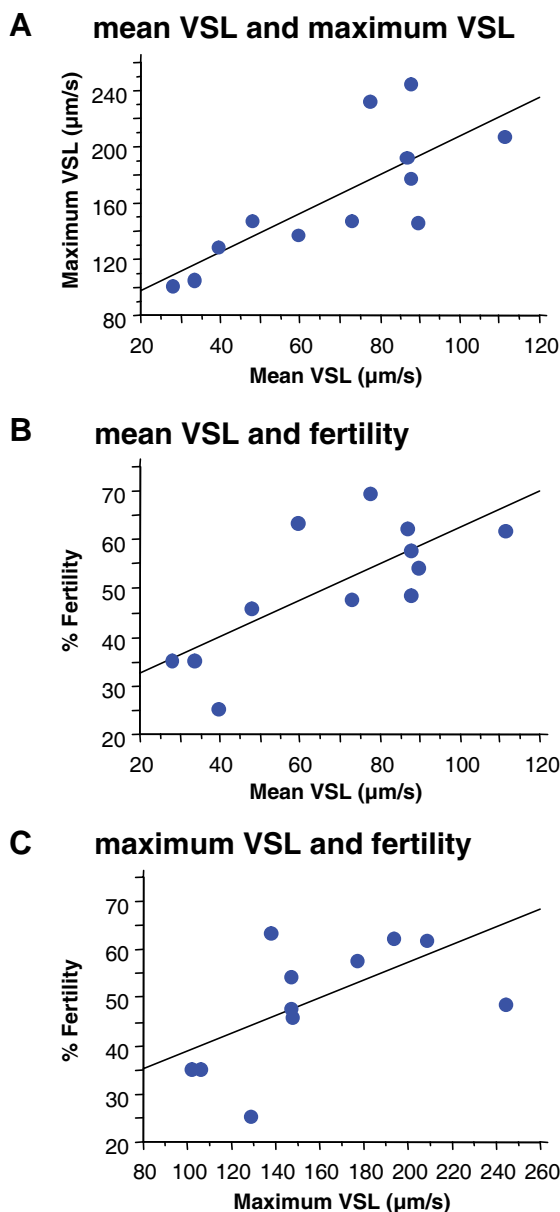 A mean VSL and maximum VSL
Maximum VSL (µm/s)
240
200
160
120
80
20 40 60 80 100 120
Mean VSL (µm/s)
B mean VSL and fertility
% Fertility
70
60
50
40
30
20
20 40 60 80 100 120
Mean VSL (µm/s)
C maximum VSL and fertility
% Fertility
70
60
50
40
30
20
80 100 120 140 160 180 200 220 240 260
Maximum VSL (µm/s)